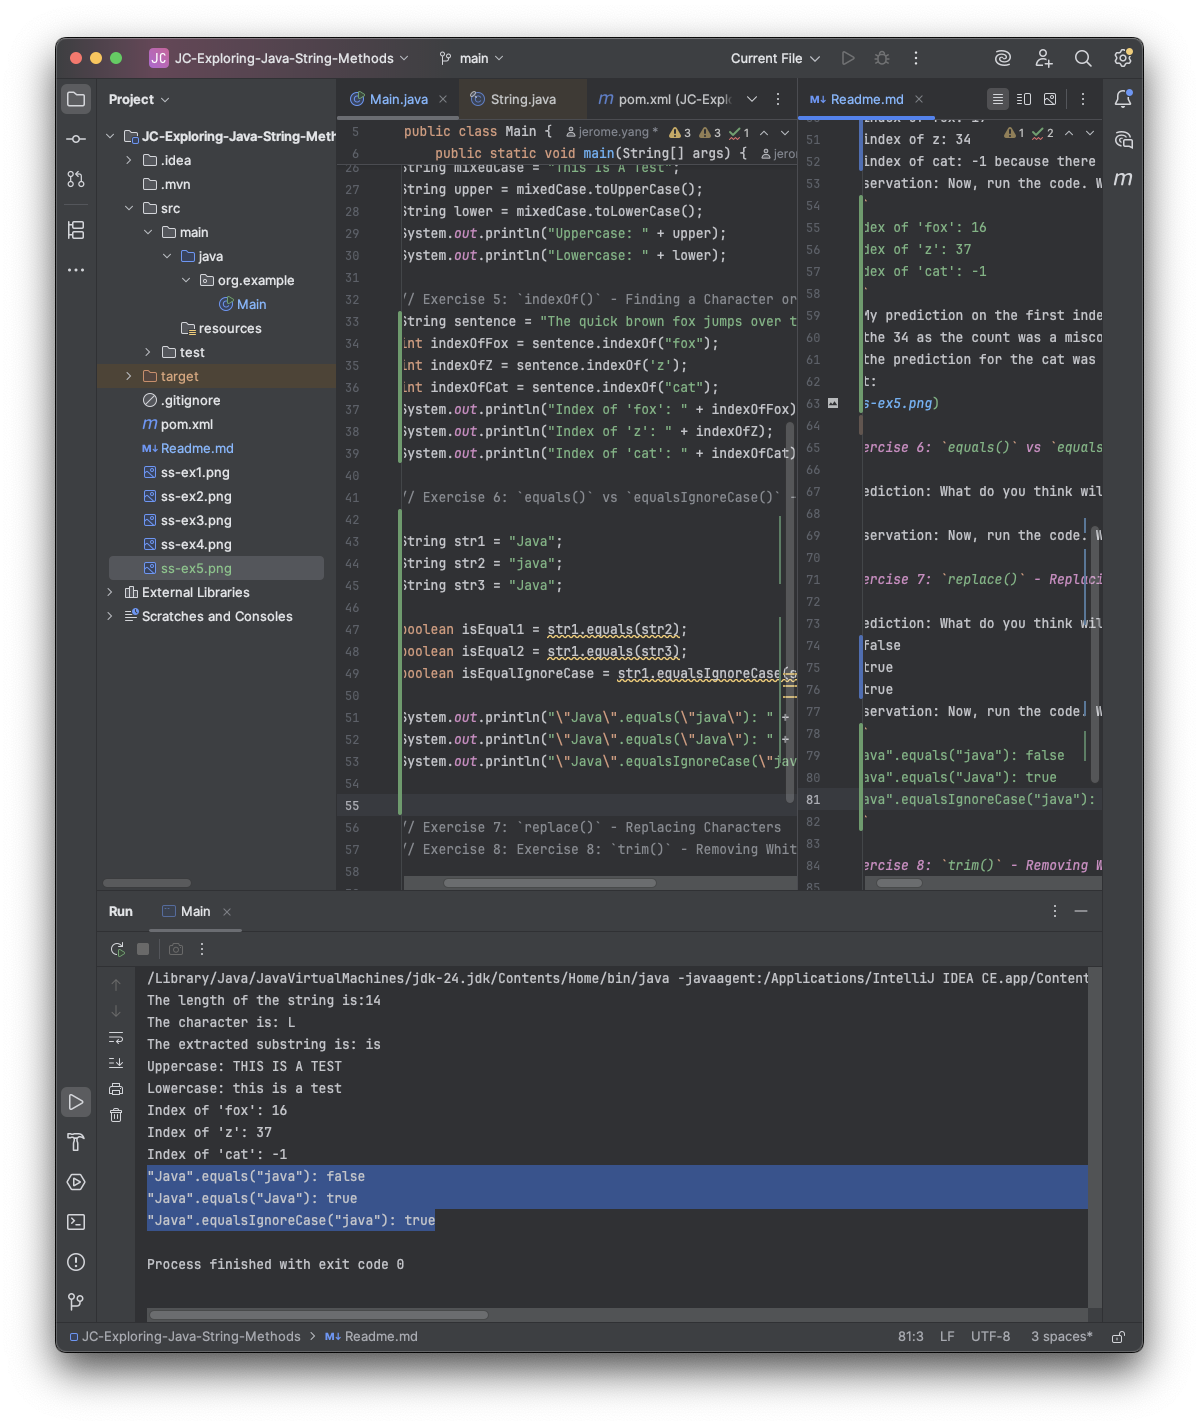 JC JC-Exploring-Java-String-Methods main Current File
Project
JC-Exploring-Java-String-Meth
.idea
.mvn
src
main
java
org.example
Main
resources
test
target
.gitignore
pom.xml
Readme.md
ss-ex1.png
ss-ex2.png
ss-ex3.png
ss-ex4.png
ss-ex5.png
External Libraries
Scratches and Consoles
Main.java String.java pom.xml (JC-Expl
5 public class Main { jerome.yang * 3 3 1
6 public static void main(String[] args) { jero
26 String mixedCase = "This Is A Test";
27 String upper = mixedCase.toUpperCase();
28 String lower = mixedCase.toLowerCase();
29 System.out.println("Uppercase: " + upper);
30 System.out.println("Lowercase: " + lower);
31
32 // Exercise 5: `indexOf()` - Finding a Character or
33 String sentence = "The quick brown fox jumps over t
34 int indexOfFox = sentence.indexOf("fox");
35 int indexOfZ = sentence.indexOf('z');
36 int indexOfCat = sentence.indexOf("cat");
37 System.out.println("Index of 'fox': " + indexOfFox)
38 System.out.println("Index of 'z': " + indexOfZ);
39 System.out.println("Index of 'cat': " + indexOfCat)
40
41 // Exercise 6: `equals()` vs `equalsIgnoreCase()` -
42
43 String str1 = "Java";
44 String str2 = "java";
45 String str3 = "Java";
46
47 boolean isEqual1 = str1.equals(str2);
48 boolean isEqual2 = str1.equals(str3);
49 boolean isEqualIgnoreCase = str1.equalsIgnoreCase(s
50
51 System.out.println("\"Java\".equals(\"java\"): " +
52 System.out.println("\"Java\".equals(\"Java\"): " +
53 System.out.println("\"Java\".equalsIgnoreCase(\"jav
54
55
56 // Exercise 7: `replace()` - Replacing Characters
57 // Exercise 8: Exercise 8: `trim()` - Removing Whit
58
Readme.md
51 index of z: 34 1 2
52 index of cat: -1 because there
53 servation: Now, run the code. W
54 `
55 dex of 'fox': 16
56 dex of 'z': 37
57 dex of 'cat': -1
58 `
59 My prediction on the first inde
60 the 34 as the count was a misco
61 the prediction for the cat was
62 t:
63 s-ex5.png)
64
65 ercise 6: `equals()` vs `equals
66
67 ediction: What do you think wil
68
69 servation: Now, run the code. W
70
71 ercise 7: `replace()` - Replaci
72
73 ediction: What do you think wil
74 false
75 true
76 true
77 servation: Now, run the code. W
78 `
79 ava".equals("java"): false
80 ava".equals("Java"): true
81 ava".equalsIgnoreCase("java"):
82 `
83
84 ercise 8: `trim()` - Removing W
85
Run Main
/Library/Java/JavaVirtualMachines/jdk-24.jdk/Contents/Home/bin/java -javaagent:/Applications/IntelliJ IDEA CE.app/Content
The length of the string is:14
The character is: L
The extracted substring is: is
Uppercase: THIS IS A TEST
Lowercase: this is a test
Index of 'fox': 16
Index of 'z': 37
Index of 'cat': -1
"Java".equals("java"): false
"Java".equals("Java"): true
"Java".equalsIgnoreCase("java"): true
Process finished with exit code 0
JC-Exploring-Java-String-Methods > Readme.md 81:3 LF UTF-8 3 spaces*